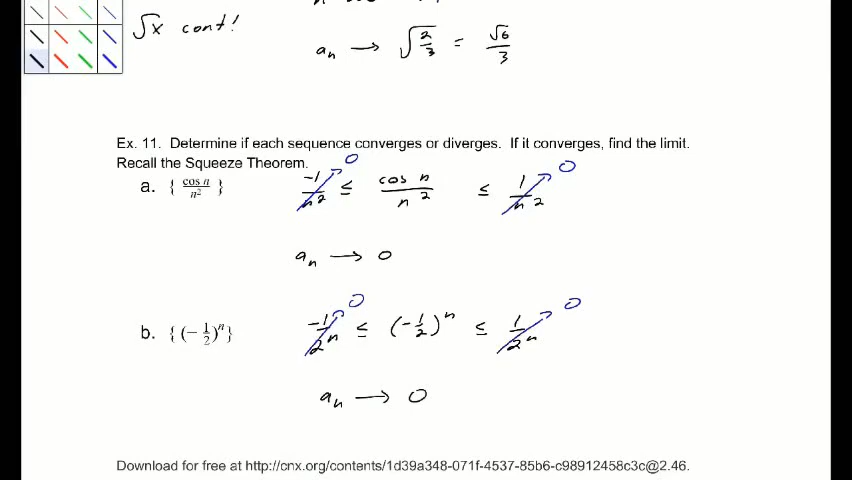 √x cont!
aₙ → √(2/3) = √6/3
Ex. 11. Determine if each sequence converges or diverges. If it converges, find the limit.
Recall the Squeeze Theorem.
a. { cos n / n² } -1/n² → 0 ≤ cos n / n² ≤ 1/n² → 0
aₙ → 0
b. { (-1/2)ⁿ } -1/2ⁿ → 0 ≤ (-1/2)ⁿ ≤ 1/2ⁿ → 0
aₙ → 0
Download for free at http://cnx.org/contents/1d39a348-071f-4537-85b6-c98912458c3c@2.46.